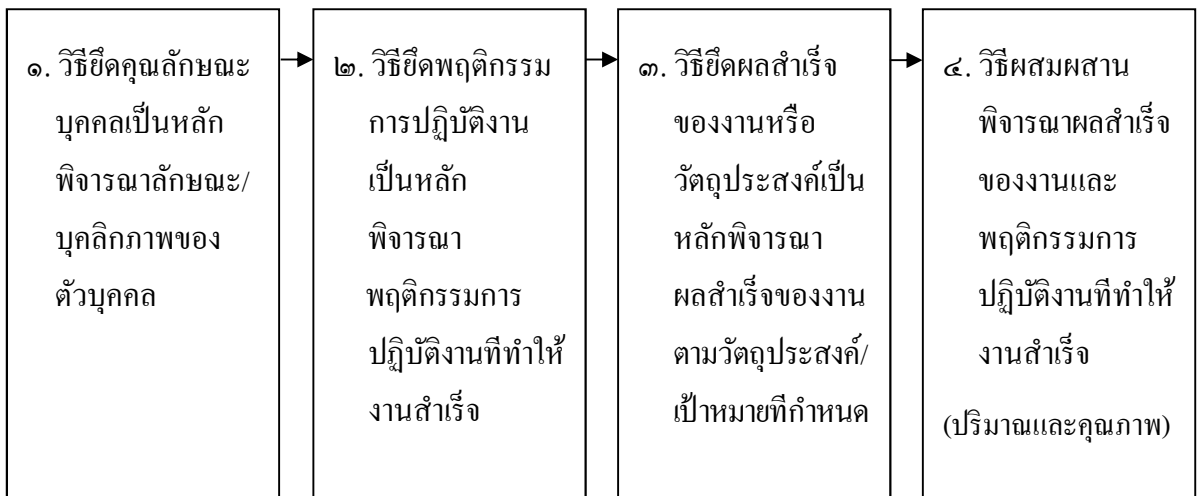 ๑. วิธียึดคุณลักษณะ
บุคคลเป็นหลัก
พิจารณาลักษณะ/
บุคลิกภาพของ
ตัวบุคคล
๒. วิธียึดพฤติกรรม
การปฏิบัติงาน
เป็นหลัก
พิจารณา
พฤติกรรมการ
ปฏิบัติงานทีทำให้
งานสำเร็จ
๓. วิธียึดผลสำเร็จ
ของงานหรือ
วัตถุประสงค์เป็น
หลักพิจารณา
ผลสำเร็จของงาน
ตามวัตถุประสงค์/
เป้าหมายทีกำหนด
๔. วิธีผสมผสาน
พิจารณาผลสำเร็จ
ของงานและ
พฤติกรรมการ
ปฏิบัติงานทีทำให้
งานสำเร็จ
(ปริมาณและคุณภาพ)